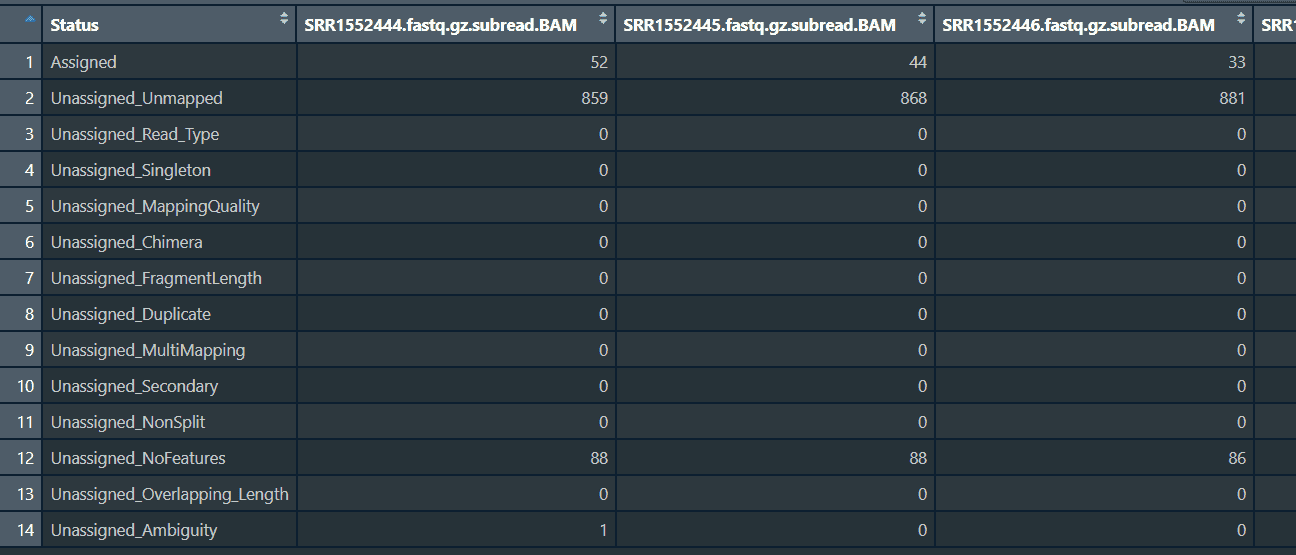 Status SRR1552444.fastq.gz.subread.BAM SRR1552445.fastq.gz.subread.BAM SRR1552446.fastq.gz.subread.BAM SRR1
1 Assigned 52 44 33
2 Unassigned_Unmapped 859 868 881
3 Unassigned_Read_Type 0 0 0
4 Unassigned_Singleton 0 0 0
5 Unassigned_MappingQuality 0 0 0
6 Unassigned_Chimera 0 0 0
7 Unassigned_FragmentLength 0 0 0
8 Unassigned_Duplicate 0 0 0
9 Unassigned_MultiMapping 0 0 0
10 Unassigned_Secondary 0 0 0
11 Unassigned_NonSplit 0 0 0
12 Unassigned_NoFeatures 88 88 86
13 Unassigned_Overlapping_Length 0 0 0
14 Unassigned_Ambiguity 1 0 0